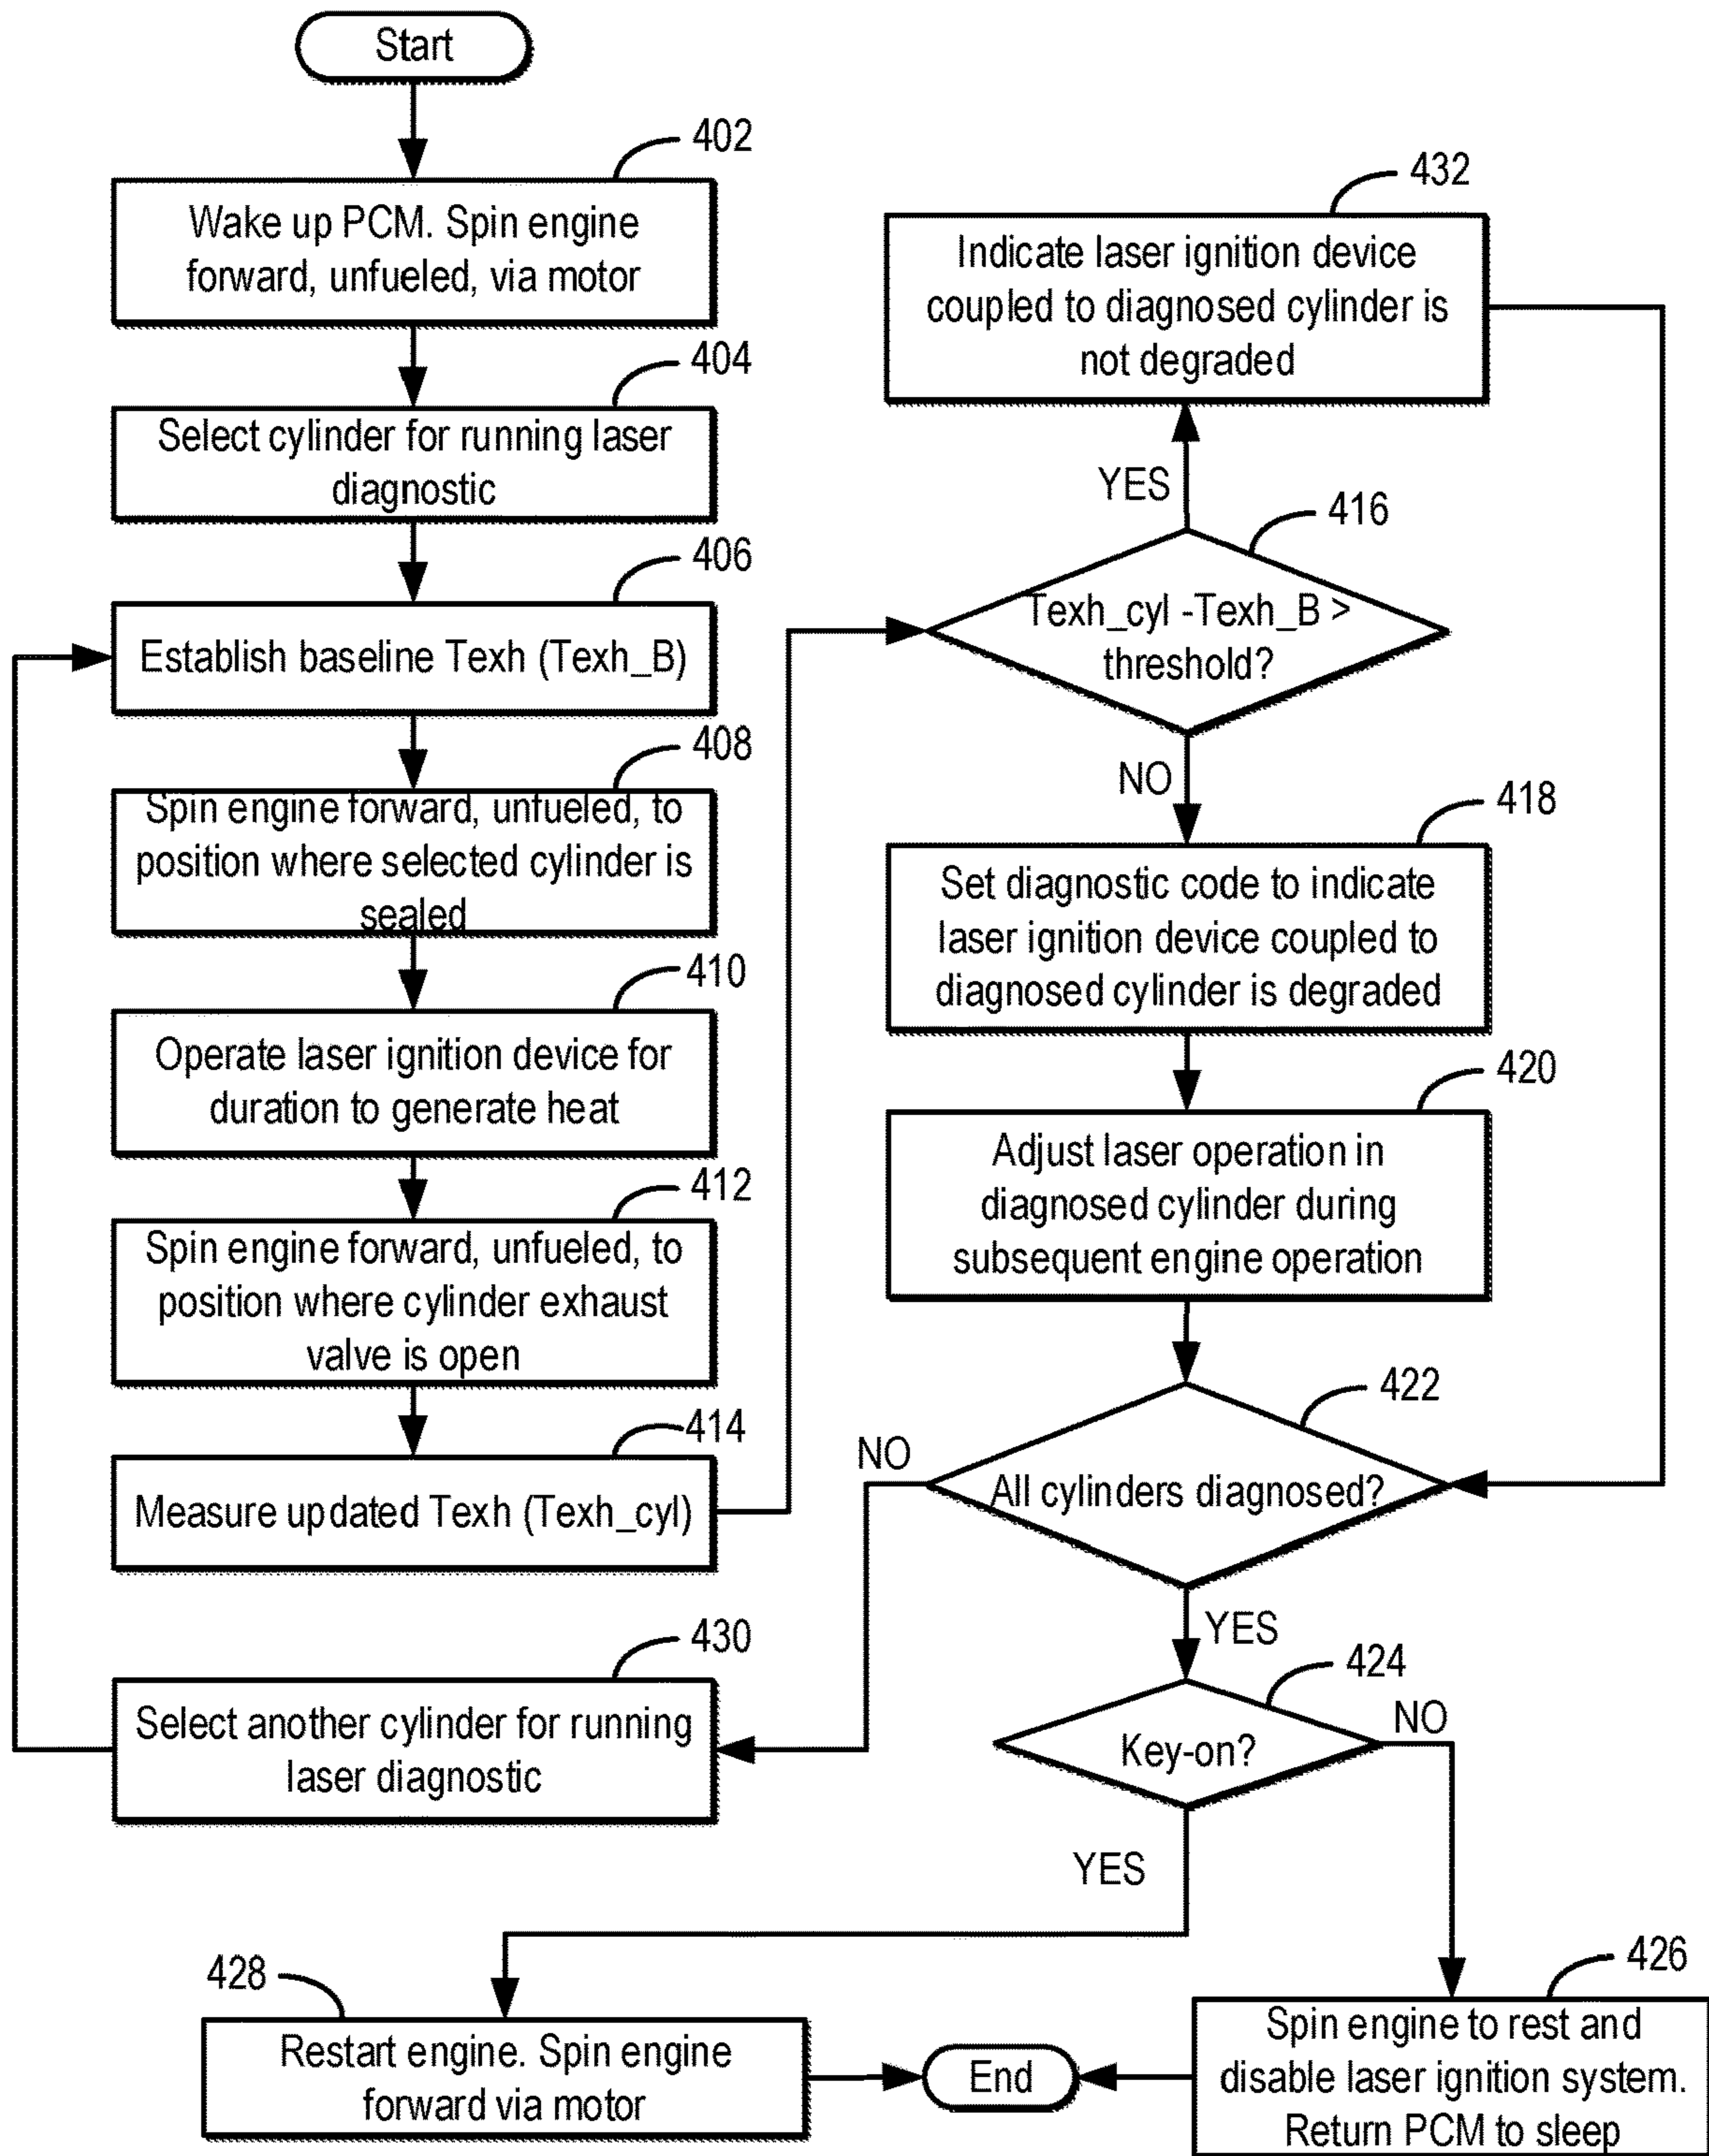 Start
402
Wake up PCM. Spin engine
forward, unfueled, via motor
404
Select cylinder for running laser
diagnostic
406
Establish baseline Texh (Texh_B)
408
Spin engine forward, unfueled, to
position where selected cylinder is
sealed
410
Operate laser ignition device for
duration to generate heat
412
Spin engine forward, unfueled, to
position where cylinder exhaust
valve is open
414
Measure updated Texh (Texh_cyl)
430
Select another cylinder for running
laser diagnostic
432
Indicate laser ignition device
coupled to diagnosed cylinder is
not degraded
YES
416
Texh_cyl -Texh_B >
threshold?
NO
418
Set diagnostic code to indicate
laser ignition device coupled to
diagnosed cylinder is degraded
420
Adjust laser operation in
diagnosed cylinder during
subsequent engine operation
422
NO
All cylinders diagnosed?
YES
424
NO
Key-on?
YES
428
Restart engine. Spin engine
forward via motor
End
426
Spin engine to rest and
disable laser ignition system.
Return PCM to sleep